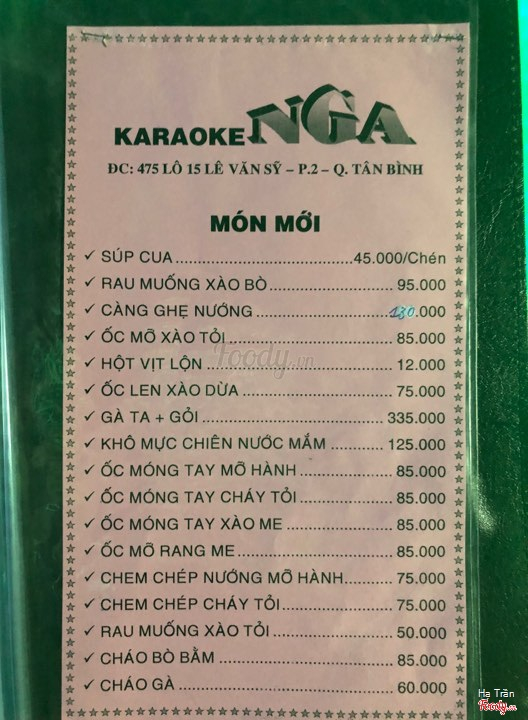 KARAOKE NGA
ĐC: 475 LÔ 15 LÊ VĂN SỸ – P.2 – Q. TÂN BÌNH
MÓN MỚI
✓ SÚP CUA 45.000/Chén
✓ RAU MUỐNG XÀO BÒ 95.000
✓ CÀNG GHẸ NƯỚNG 130.000
✓ ỐC MỠ XÀO TỎI 85.000
Foody.vn
✓ HỘT VỊT LỘN 12.000
✓ ỐC LEN XÀO DỪA 75.000
✓ GÀ TA + GỎI 335.000
✓ KHÔ MỰC CHIÊN NƯỚC MẮM 125.000
✓ ỐC MÓNG TAY MỠ HÀNH 85.000
✓ ỐC MÓNG TAY CHÁY TỎI 85.000
✓ ỐC MÓNG TAY XÀO ME 85.000
✓ ỐC MỠ RANG ME 85.000
✓ CHEM CHÉP NƯỚNG MỠ HÀNH 75.000
✓ CHEM CHÉP CHÁY TỎI 75.000
✓ RAU MUỐNG XÀO TỎI 50.000
✓ CHÁO BÒ BẰM 85.000
✓ CHÁO GÀ 60.000
Hạ Trần
foody.vn